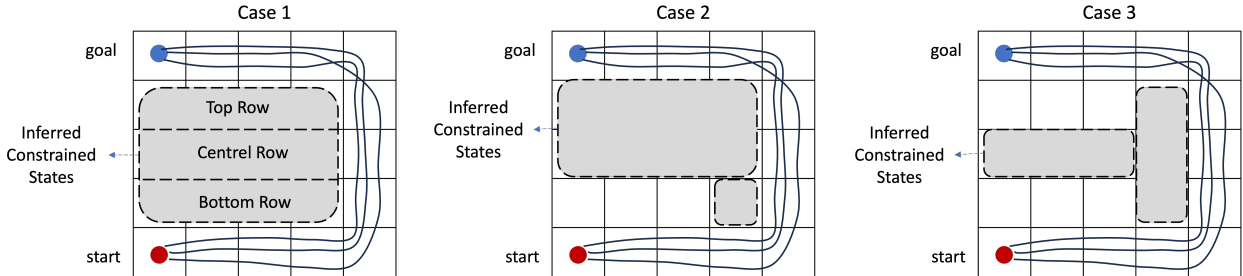 Case 1
goal
Top Row
Inferred
Constrained
States
Centrel Row
Bottom Row
start
Case 2
goal
Inferred
Constrained
States
start
Case 3
goal
Inferred
Constrained
States
start